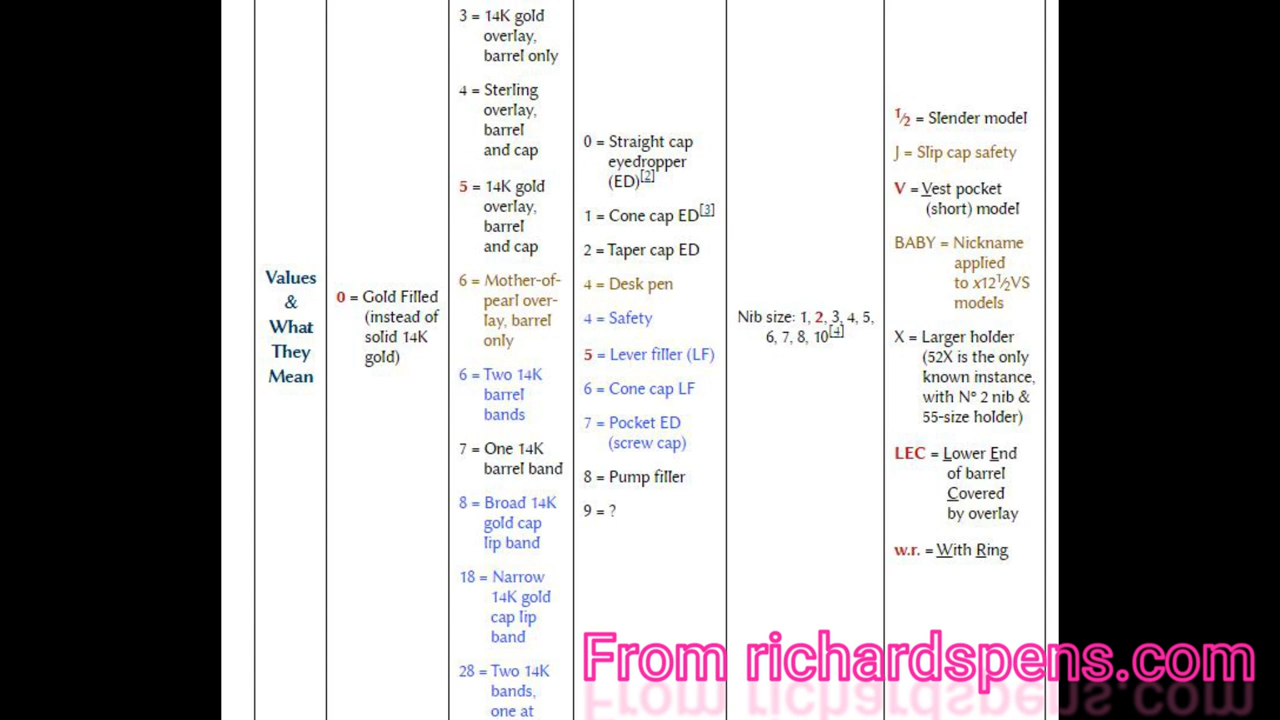 Values
&
What
They
Mean
0 = Gold Filled
(instead of
solid 14K
gold)
3 = 14K gold
overlay,
barrel only
4 = Sterling
overlay,
barrel
and cap
5 = 14K gold
overlay,
barrel
and cap
6 = Mother-of-
pearl over-
lay, barrel
only
6 = Two 14K
barrel
bands
7 = One 14K
barrel band
8 = Broad 14K
gold cap
lip band
18 = Narrow
14K gold
cap lip
band
28 = Two 14K
bands,
one at
0 = Straight cap
eyedropper
(ED)[2]
1 = Cone cap ED[3]
2 = Taper cap ED
4 = Desk pen
4 = Safety
5 = Lever filler (LF)
6 = Cone cap LF
7 = Pocket ED
(screw cap)
8 = Pump filler
9 = ?
Nib size: 1, 2, 3, 4, 5,
6, 7, 8, 10[4]
1/2 = Slender model
J = Slip cap safety
V = Vest pocket
(short) model
BABY = Nickname
applied
to x121/2VS
models
X = Larger holder
(52X is the only
known instance,
with Nº 2 nib &
55-size holder)
LEC = Lower End
of barrel
Covered
by overlay
w.r. = With Ring
From richardspens.com